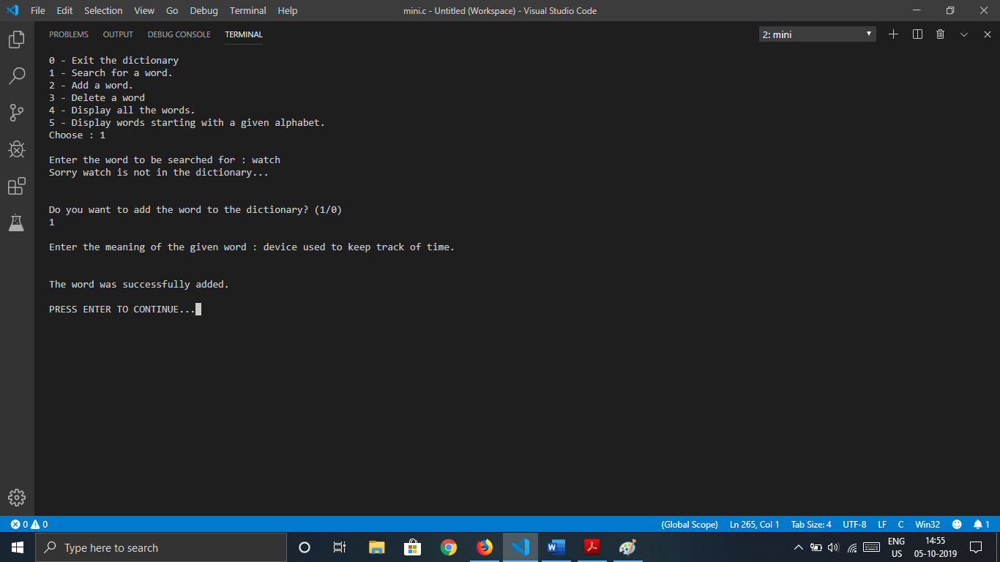 File Edit Selection View Go Debug Terminal Help mini.c - Untitled (Workspace) - Visual Studio Code
PROBLEMS OUTPUT DEBUG CONSOLE TERMINAL 2: mini
0 - Exit the dictionary
1 - Search for a word.
2 - Add a word.
3 - Delete a word
4 - Display all the words.
5 - Display words starting with a given alphabet.
Choose : 1
Enter the word to be searched for : watch
Sorry watch is not in the dictionary...
Do you want to add the word to the dictionary? (1/0)
1
Enter the meaning of the given word : device used to keep track of time.
The word was successfully added.
PRESS ENTER TO CONTINUE...
0 0 (Global Scope) Ln 265, Col 1 Tab Size: 4 UTF-8 LF C Win32 1
Type here to search
ENG 14:55
US 05-10-2019